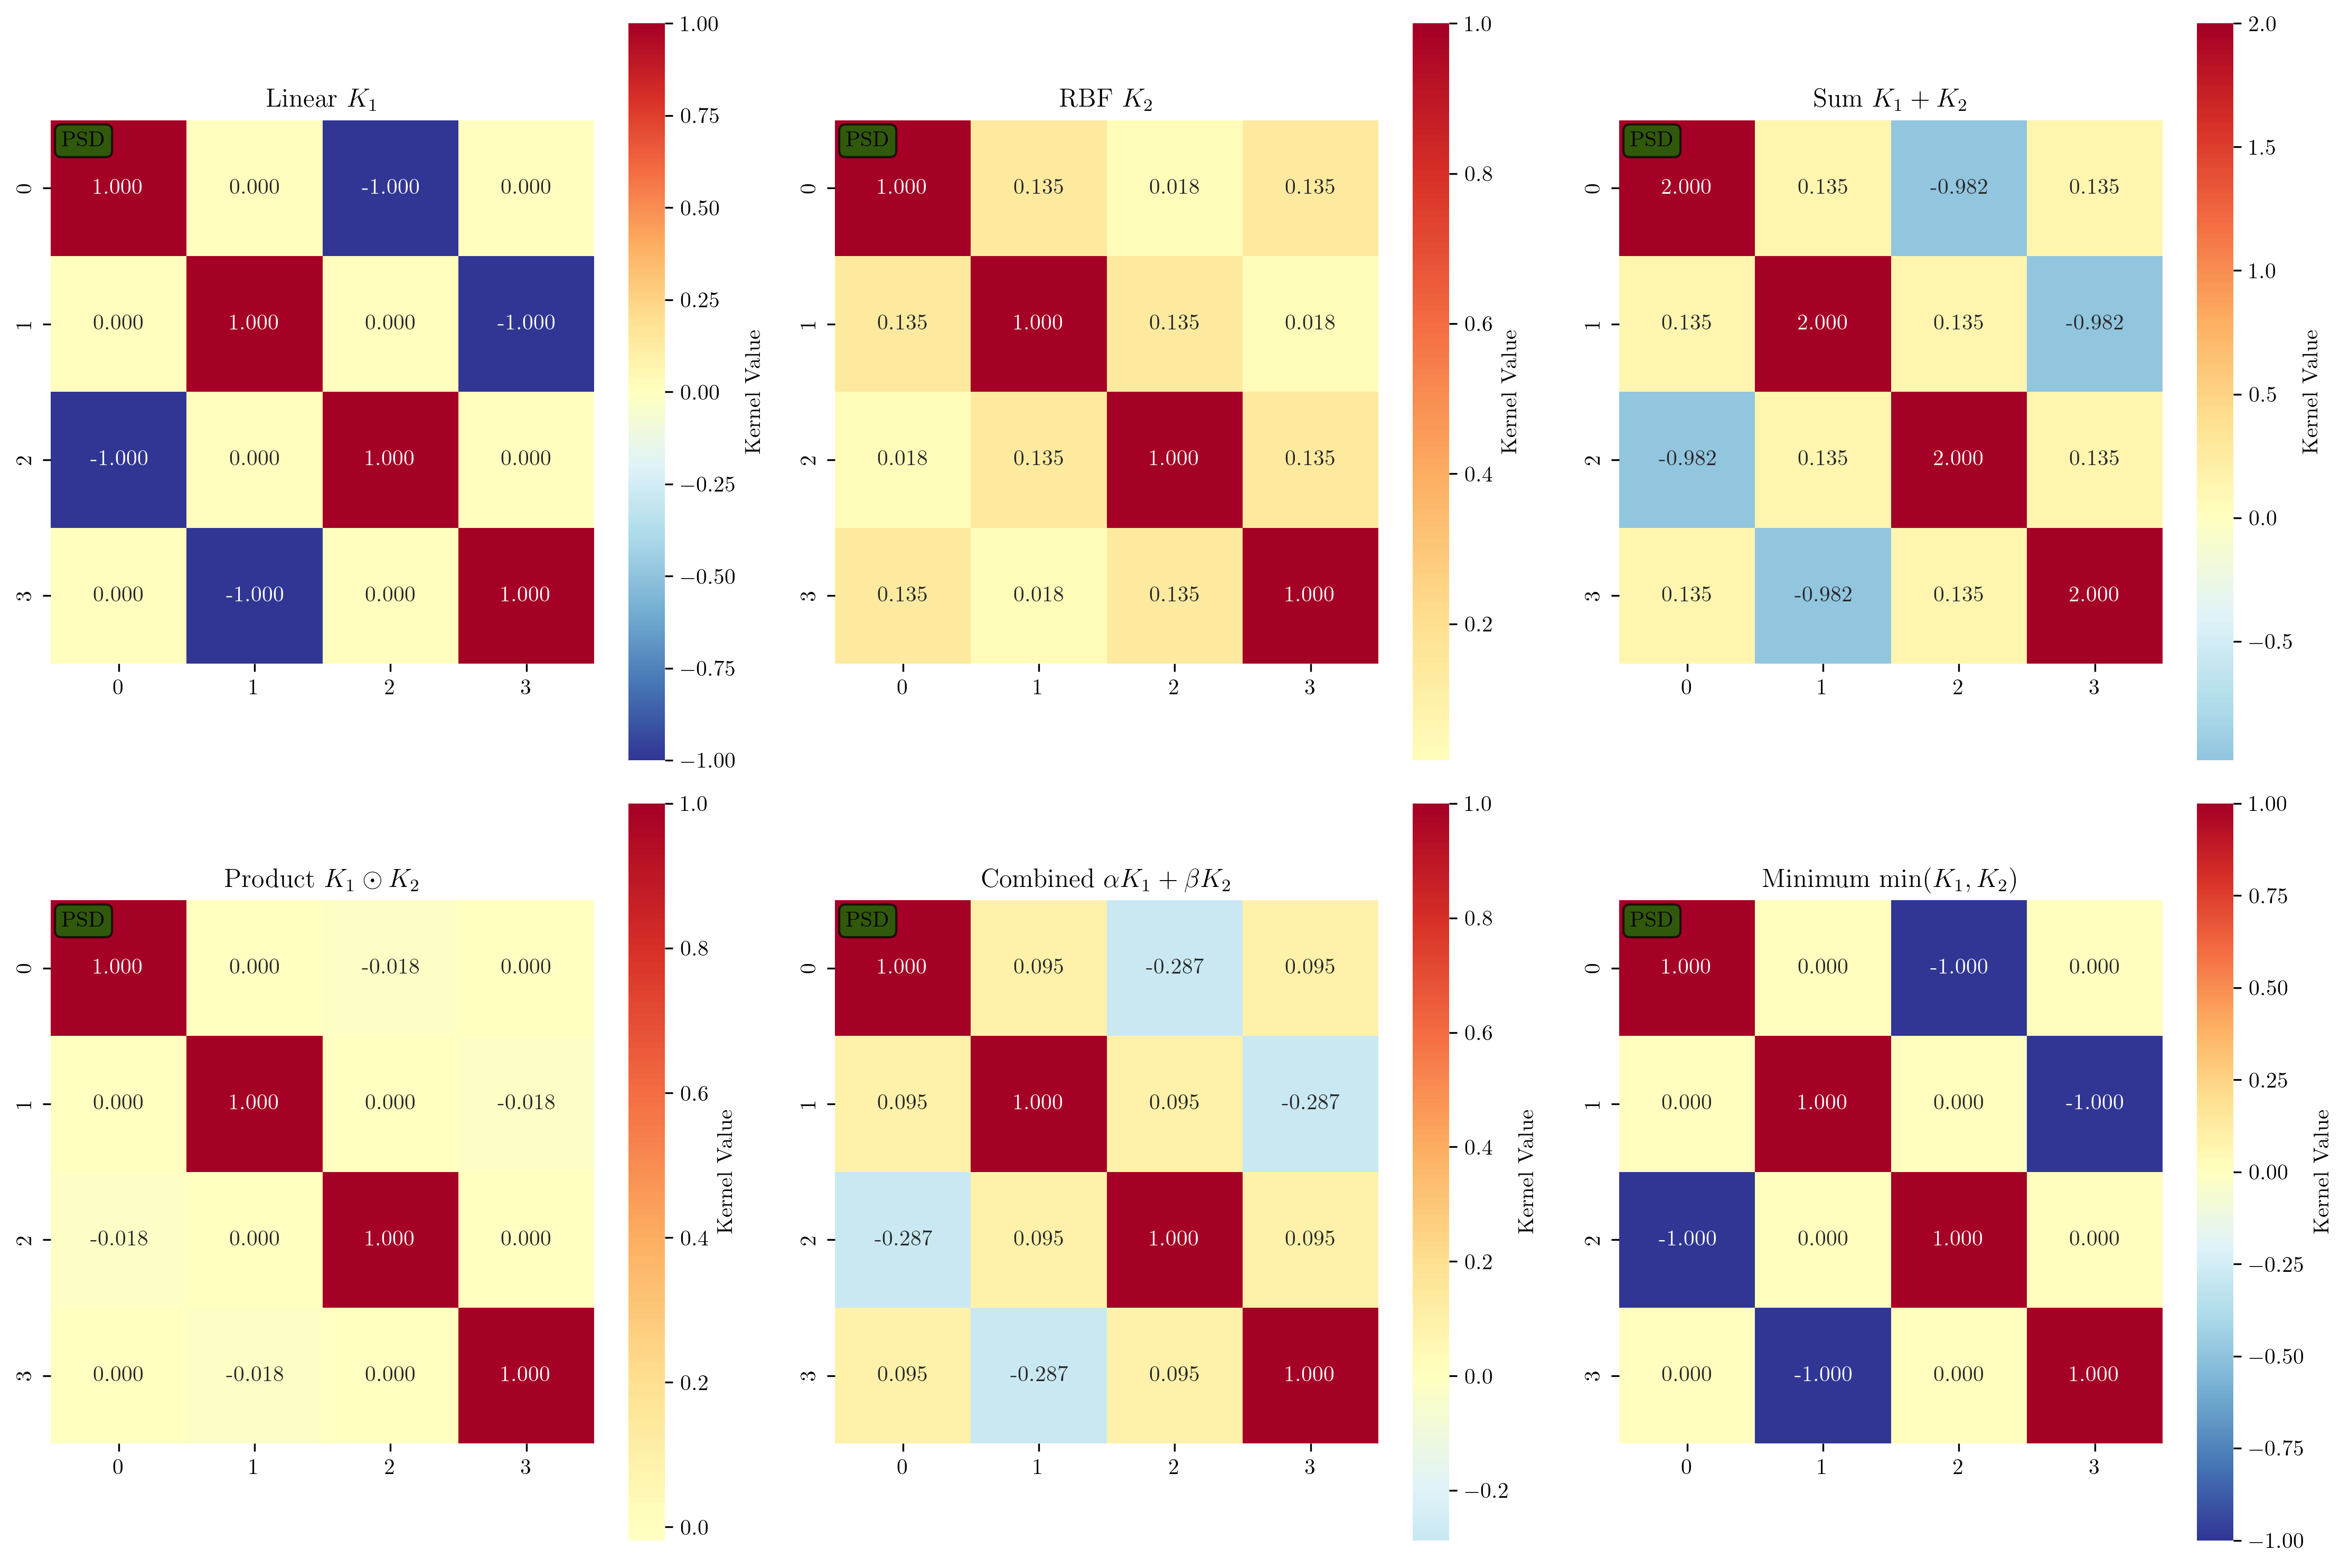 Linear K₁
PSD
1.000 0.000 -1.000 0.000
0.000 1.000 0.000 -1.000
-1.000 0.000 1.000 0.000
0.000 -1.000 0.000 1.000
0 1 2 3
0 1 2 3
1.00
0.75
0.50
0.25
0.00
−0.25
−0.50
−0.75
−1.00
Kernel Value
RBF K₂
PSD
1.000 0.135 0.018 0.135
0.135 1.000 0.135 0.018
0.018 0.135 1.000 0.135
0.135 0.018 0.135 1.000
0 1 2 3
0 1 2 3
1.0
0.8
0.6
0.4
0.2
Kernel Value
Sum K₁ + K₂
PSD
2.000 0.135 -0.982 0.135
0.135 2.000 0.135 -0.982
-0.982 0.135 2.000 0.135
0.135 -0.982 0.135 2.000
0 1 2 3
0 1 2 3
2.0
1.5
1.0
0.5
0.0
−0.5
Kernel Value
Product K₁ ⊙ K₂
PSD
1.000 0.000 -0.018 0.000
0.000 1.000 0.000 -0.018
-0.018 0.000 1.000 0.000
0.000 -0.018 0.000 1.000
0 1 2 3
0 1 2 3
1.0
0.8
0.6
0.4
0.2
0.0
Kernel Value
Combined αK₁ + βK₂
PSD
1.000 0.095 -0.287 0.095
0.095 1.000 0.095 -0.287
-0.287 0.095 1.000 0.095
0.095 -0.287 0.095 1.000
0 1 2 3
0 1 2 3
1.0
0.8
0.6
0.4
0.2
0.0
−0.2
Kernel Value
Minimum min(K₁, K₂)
PSD
1.000 0.000 -1.000 0.000
0.000 1.000 0.000 -1.000
-1.000 0.000 1.000 0.000
0.000 -1.000 0.000 1.000
0 1 2 3
0 1 2 3
1.00
0.75
0.50
0.25
0.00
−0.25
−0.50
−0.75
−1.00
Kernel Value